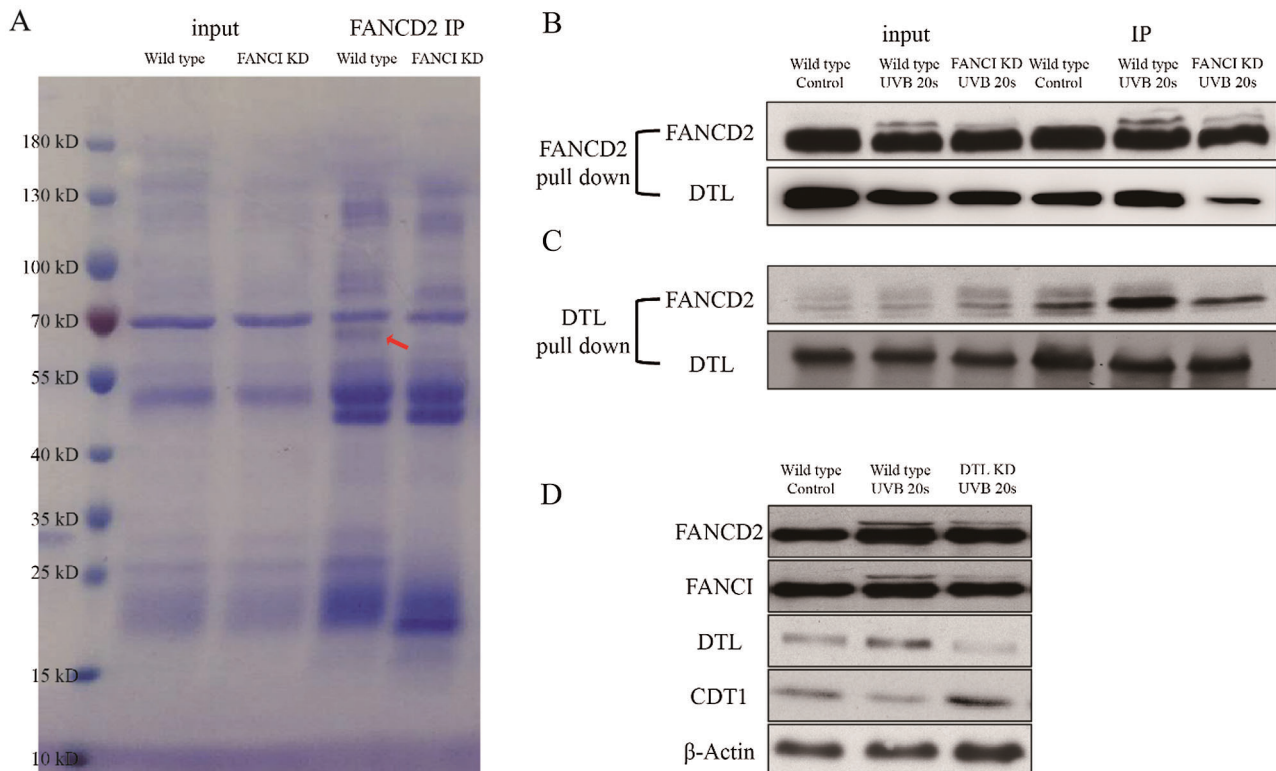 A
input
FANCD2 IP
Wild type
FANCI KD
Wild type
FANCI KD
180 kD
130 kD
100 kD
70 kD
55 kD
40 kD
35 kD
25 kD
15 kD
10 kD
B
input
IP
Wild type
Control
Wild type
UVB 20s
FANCI KD
UVB 20s
Wild type
Control
Wild type
UVB 20s
FANCI KD
UVB 20s
FANCD2
pull down
FANCD2
DTL
C
DTL
pull down
FANCD2
DTL
D
Wild type
Control
Wild type
UVB 20s
DTL KD
UVB 20s
FANCD2
FANCI
DTL
CDT1
β-Actin